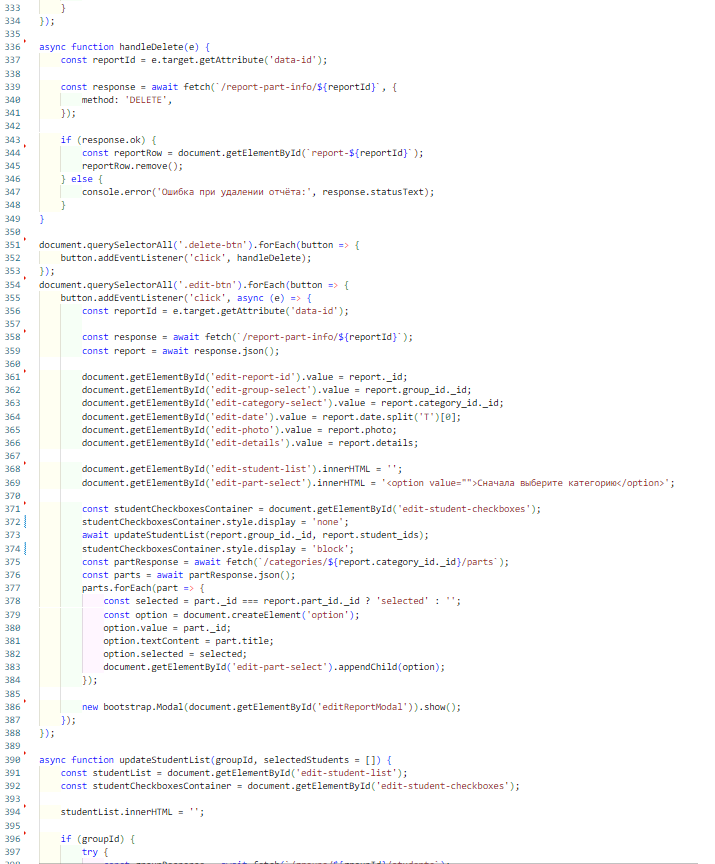 333 }
334 });
335
336 async function handleDelete(e) {
337 const reportId = e.target.getAttribute('data-id');
338
339 const response = await fetch(`/report-part-info/${reportId}`, {
340 method: 'DELETE',
341 });
342
343 if (response.ok) {
344 const reportRow = document.getElementById(`report-${reportId}`);
345 reportRow.remove();
346 } else {
347 console.error('Ошибка при удалении отчёта:', response.statusText);
348 }
349 }
350
351 document.querySelectorAll('.delete-btn').forEach(button => {
352 button.addEventListener('click', handleDelete);
353 });
354 document.querySelectorAll('.edit-btn').forEach(button => {
355 button.addEventListener('click', async (e) => {
356 const reportId = e.target.getAttribute('data-id');
357
358 const response = await fetch(`/report-part-info/${reportId}`);
359 const report = await response.json();
360
361 document.getElementById('edit-report-id').value = report._id;
362 document.getElementById('edit-group-select').value = report.group_id._id;
363 document.getElementById('edit-category-select').value = report.category_id._id;
364 document.getElementById('edit-date').value = report.date.split('T')[0];
365 document.getElementById('edit-photo').value = report.photo;
366 document.getElementById('edit-details').value = report.details;
367
368 document.getElementById('edit-student-list').innerHTML = '';
369 document.getElementById('edit-part-select').innerHTML = '<option value="">Сначала выберите категорию</option>';
370
371 const studentCheckboxesContainer = document.getElementById('edit-student-checkboxes');
372 studentCheckboxesContainer.style.display = 'none';
373 await updateStudentList(report.group_id._id, report.student_ids);
374 studentCheckboxesContainer.style.display = 'block';
375 const partResponse = await fetch(`/categories/${report.category_id._id}/parts`);
376 const parts = await partResponse.json();
377 parts.forEach(part => {
378 const selected = part._id === report.part_id._id ? 'selected' : '';
379 const option = document.createElement('option');
380 option.value = part._id;
381 option.textContent = part.title;
382 option.selected = selected;
383 document.getElementById('edit-part-select').appendChild(option);
384 });
385
386 new bootstrap.Modal(document.getElementById('editReportModal')).show();
387 });
388 });
389
390 async function updateStudentList(groupId, selectedStudents = []) {
391 const studentList = document.getElementById('edit-student-list');
392 const studentCheckboxesContainer = document.getElementById('edit-student-checkboxes');
393
394 studentList.innerHTML = '';
395
396 if (groupId) {
397 try {